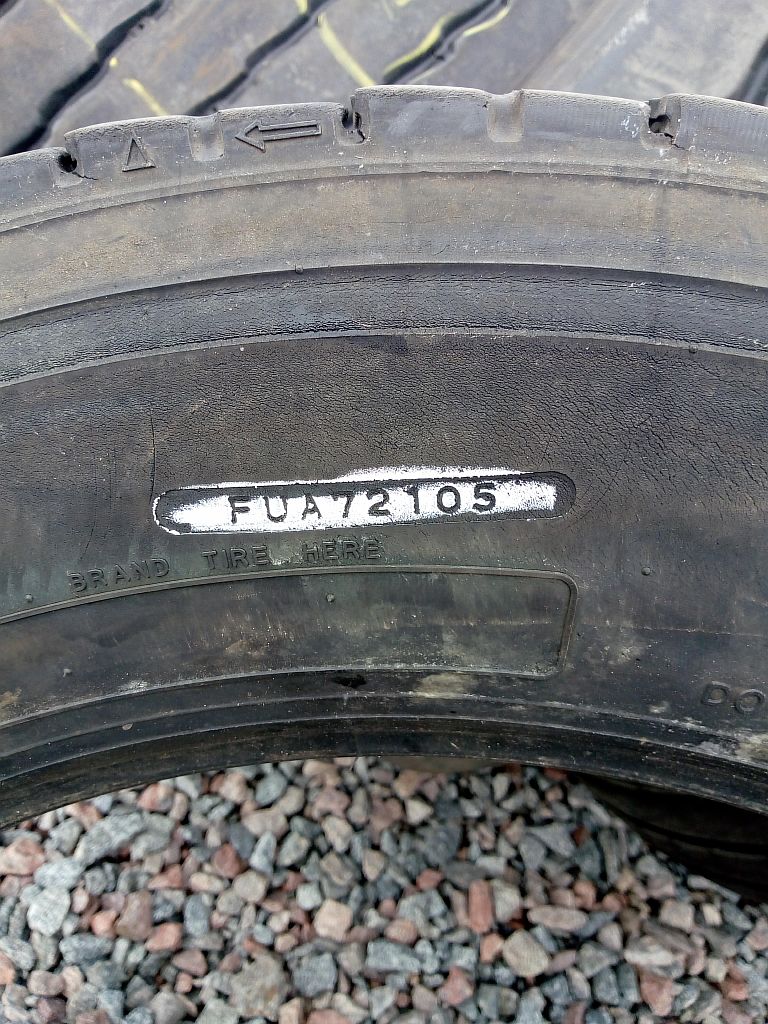 FUA72105
BRAND TIRE HERE
DO